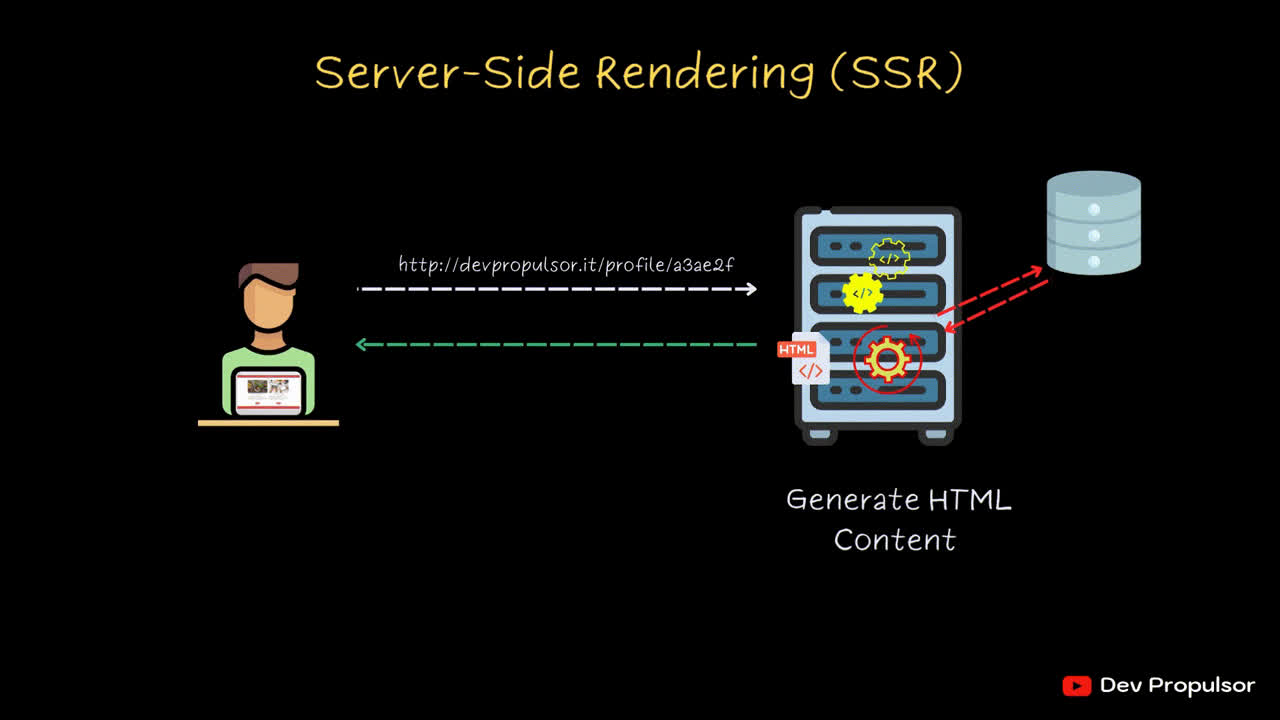 Server-Side Rendering (SSR)
http://devpropulsor.it/profile/a3ae2f
</>
</>
HTML
</>
Generate HTML
Content
Dev Propulsor